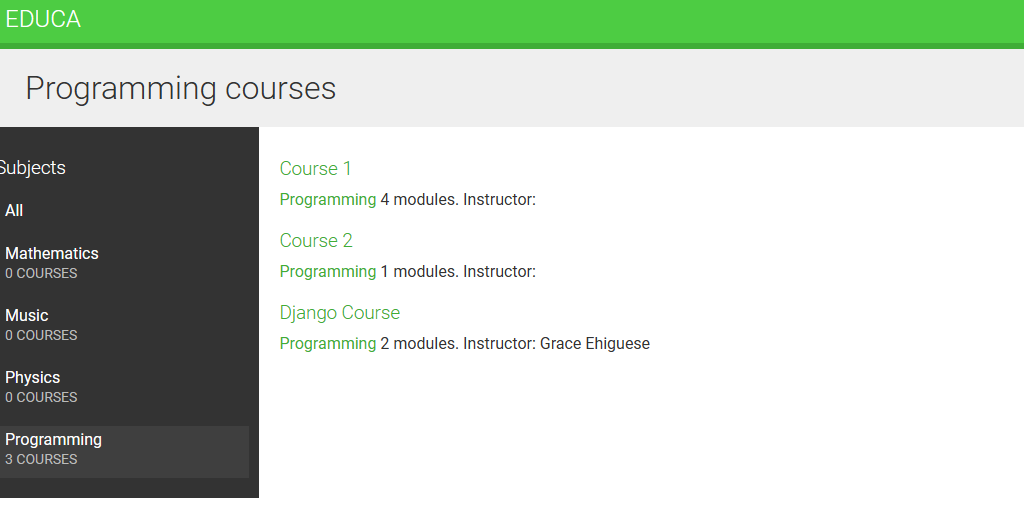 EDUCA
Programming courses
Subjects
All
Mathematics
0 COURSES
Music
0 COURSES
Physics
0 COURSES
Programming
3 COURSES
Course 1
Programming 4 modules. Instructor:
Course 2
Programming 1 modules. Instructor:
Django Course
Programming 2 modules. Instructor: Grace Ehiguese